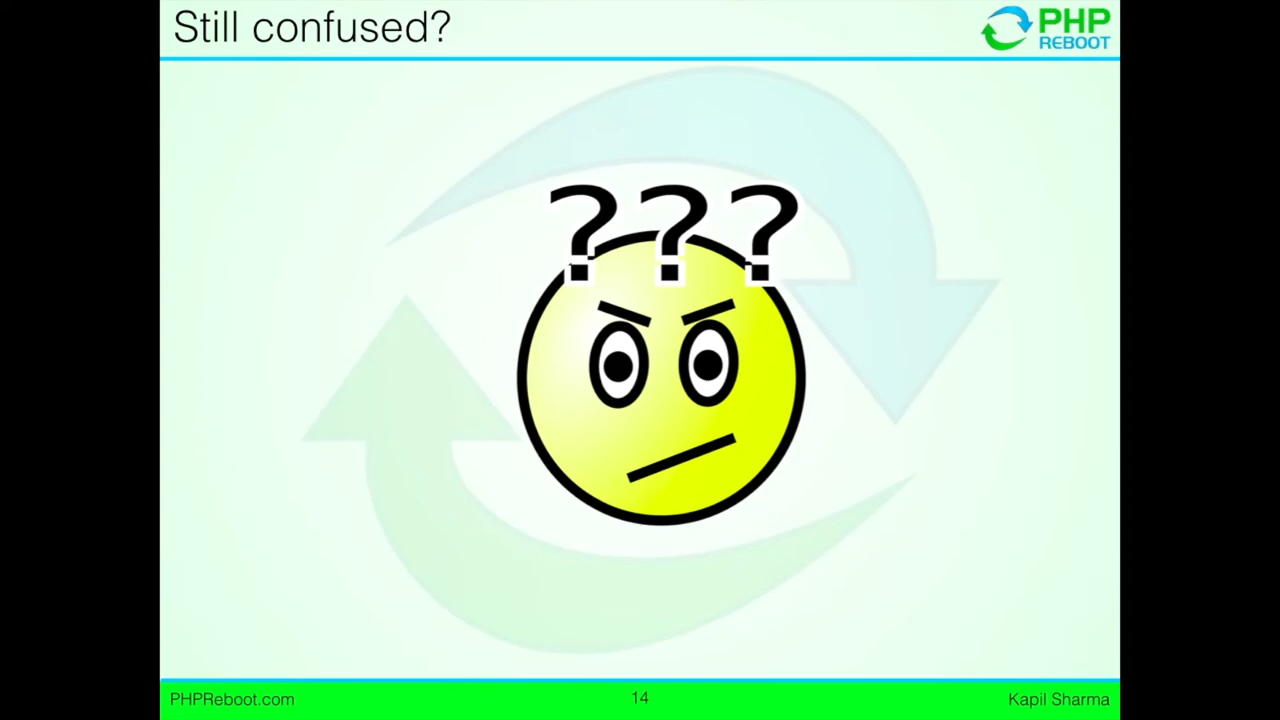 Still confused?
PHP
REBOOT
???
PHPReboot.com
14
Kapil Sharma